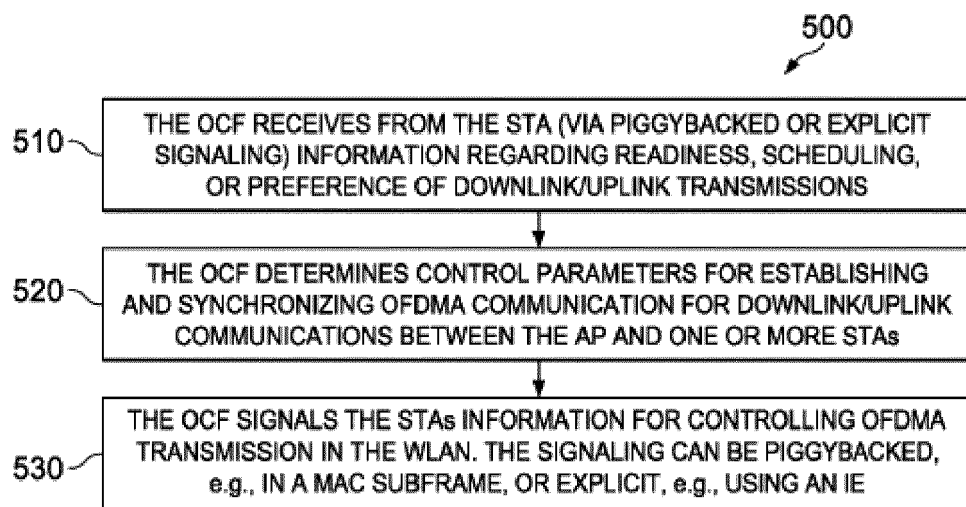 500
510
THE OCF RECEIVES FROM THE STA (VIA PIGGYBACKED OR EXPLICIT
SIGNALING) INFORMATION REGARDING READINESS, SCHEDULING,
OR PREFERENCE OF DOWNLINK/UPLINK TRANSMISSIONS
520
THE OCF DETERMINES CONTROL PARAMETERS FOR ESTABLISHING
AND SYNCHRONIZING OFDMA COMMUNICATION FOR DOWNLINK/UPLINK
COMMUNICATIONS BETWEEN THE AP AND ONE OR MORE STAs
530
THE OCF SIGNALS THE STAs INFORMATION FOR CONTROLLING OFDMA
TRANSMISSION IN THE WLAN. THE SIGNALING CAN BE PIGGYBACKED,
e.g., IN A MAC SUBFRAME, OR EXPLICIT, e.g., USING AN IE